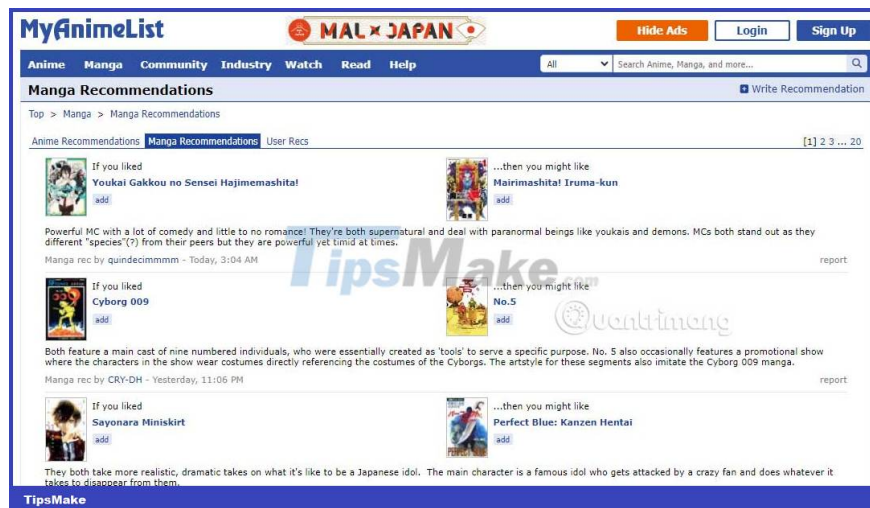 MyAnimeList
MAL × JAPAN
Hide Ads
Login
Sign Up
Anime Manga Community Industry Watch Read Help
All
Search Anime, Manga, and more...
Manga Recommendations
Write Recommendation
Top > Manga > Manga Recommendations
Anime Recommendations Manga Recommendations User Recs
[1] 2 3 ... 20
If you liked
Youkai Gakkou no Sensei Hajimemashita!
add
...then you might like
Mairimashita! Iruma-kun
add
Powerful MC with a lot of comedy and little to no romance! They're both supernatural and deal with paranormal beings like youkais and demons. MCs both stand out as they
different "species"(?) from their peers but they are powerful yet timid at times.
Manga rec by quindecimmmm - Today, 3:04 AM
report
TipsMake.com
If you liked
Cyborg 009
add
...then you might like
No.5
add
Quantrimang
Both feature a main cast of nine numbered individuals, who were essentially created as 'tools' to serve a specific purpose. No. 5 also occasionally features a promotional show
where the characters in the show wear costumes directly referencing the costumes of the Cyborgs. The artstyle for these segments also imitate the Cyborg 009 manga.
Manga rec by CRY-DH - Yesterday, 11:06 PM
report
If you liked
Sayonara Miniskirt
add
...then you might like
Perfect Blue: Kanzen Hentai
add
They both take more realistic, dramatic takes on what it's like to be a Japanese idol. The main character is a famous idol who gets attacked by a crazy fan and does whatever it
takes to disappear from them.
TipsMake